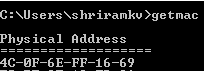 C:\Users\shriramkv>getmac
Physical Address
===================
4C-0F-6E-FF-16-69